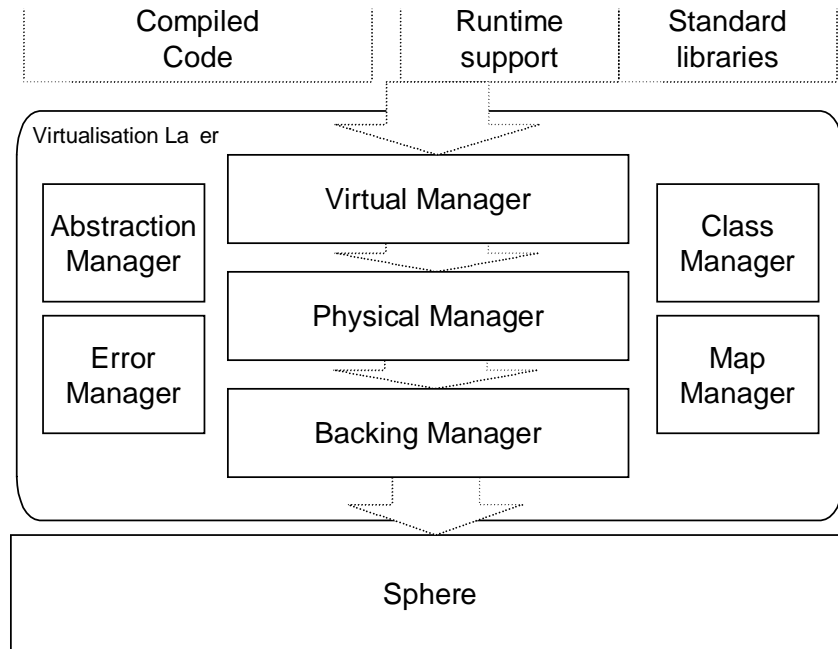 Compiled
Code
Runtime
support
Standard
libraries
Virtualisation La er
Virtual Manager
Abstraction
Manager
Class
Manager
Physical Manager
Error
Manager
Map
Manager
Backing Manager
Sphere